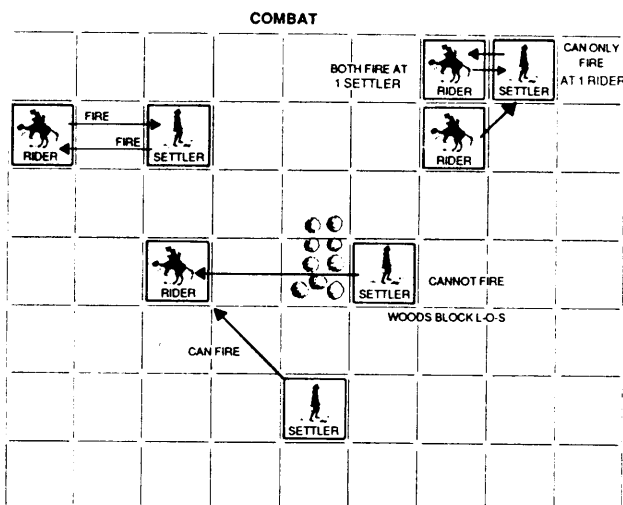 COMBAT
BOTH FIRE AT
1 SETTLER
RIDER
SETTLER
CAN ONLY
FIRE
AT 1 RIDER
RIDER
FIRE
FIRE
RIDER
SETTLER
RIDER
SETTLER
CANNOT FIRE
WOODS BLOCK L-O-S
CAN FIRE
SETTLER